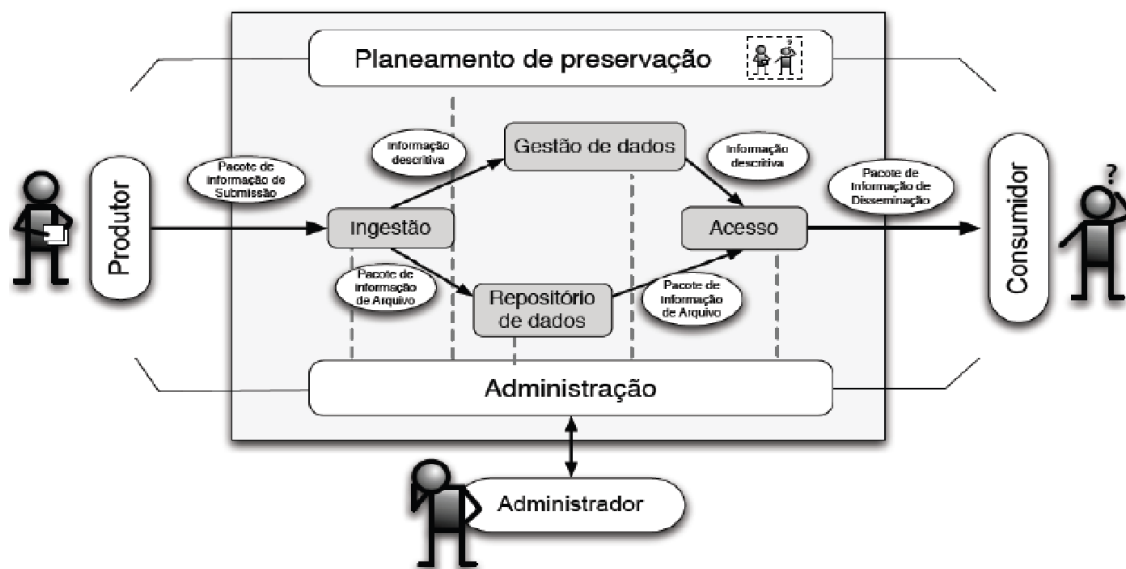 Planeamento de preservação
?
Informação
descritiva
Gestão de dados
Informação
descritiva
Pacote de
informação de
Submissão
Pacote de
Informação de
Disseminação
?
Produtor
Ingestão
Acesso
Consumidor
Pacote de
informação
de Arquivo
Repositório
de dados
Pacote de
informação
de Arquivo
Administração
Administrador